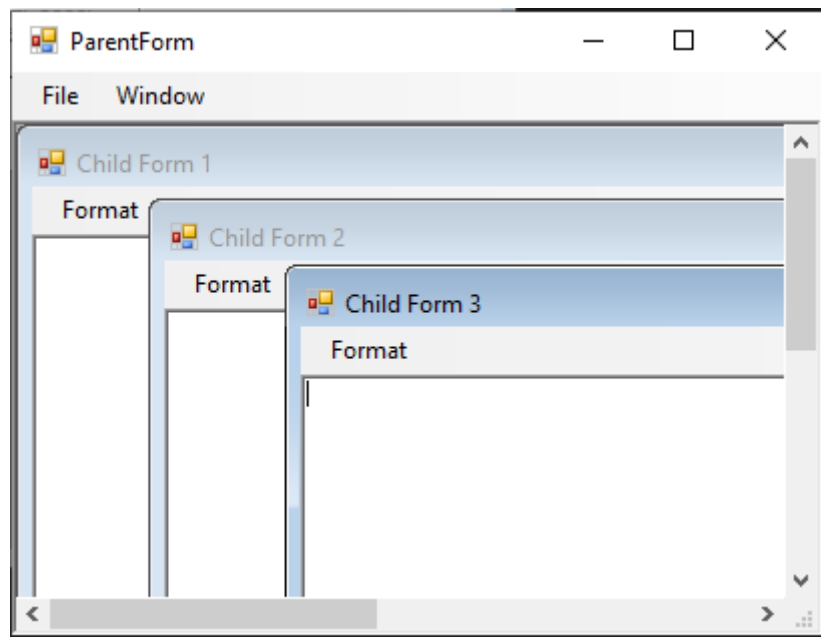 ParentForm
File Window
Child Form 1
Format
Child Form 2
Format
Child Form 3
Format